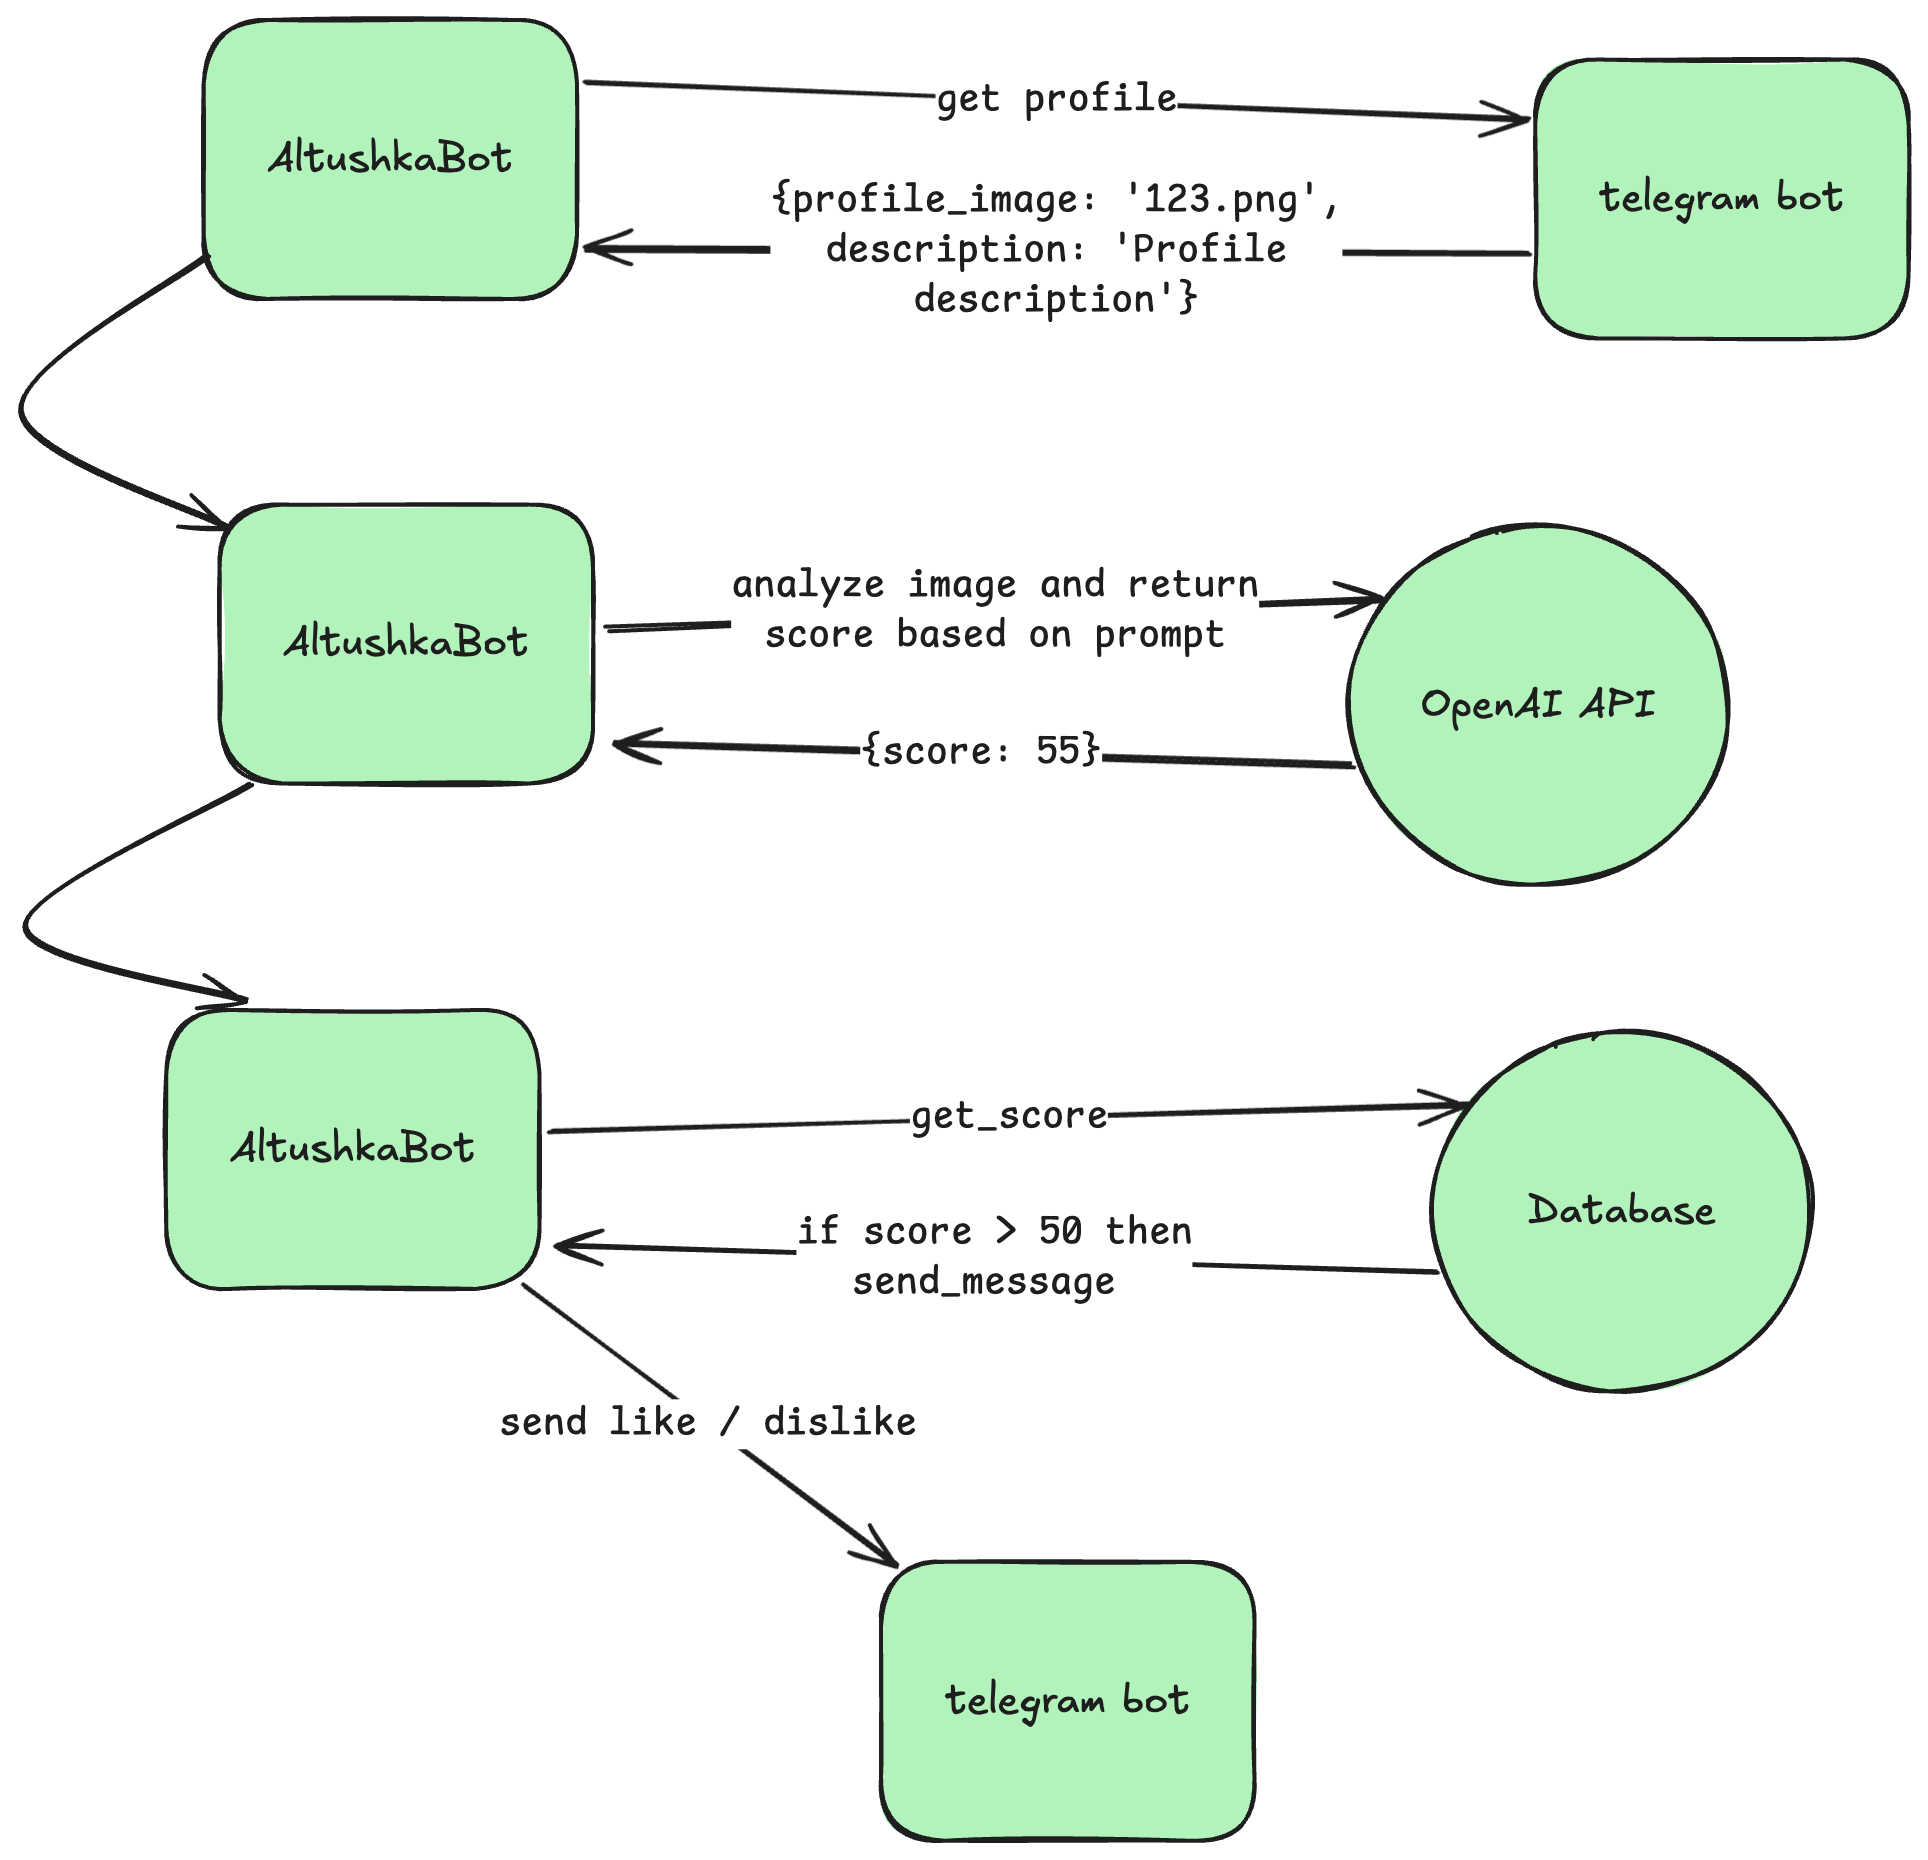 AltushkaBot
get profile
telegram bot
{profile_image: '123.png',
description: 'Profile
description'}
AltushkaBot
analyze image and return
score based on prompt
OpenAI API
{score: 55}
AltushkaBot
get_score
Database
if score > 50 then
send_message
send like / dislike
telegram bot